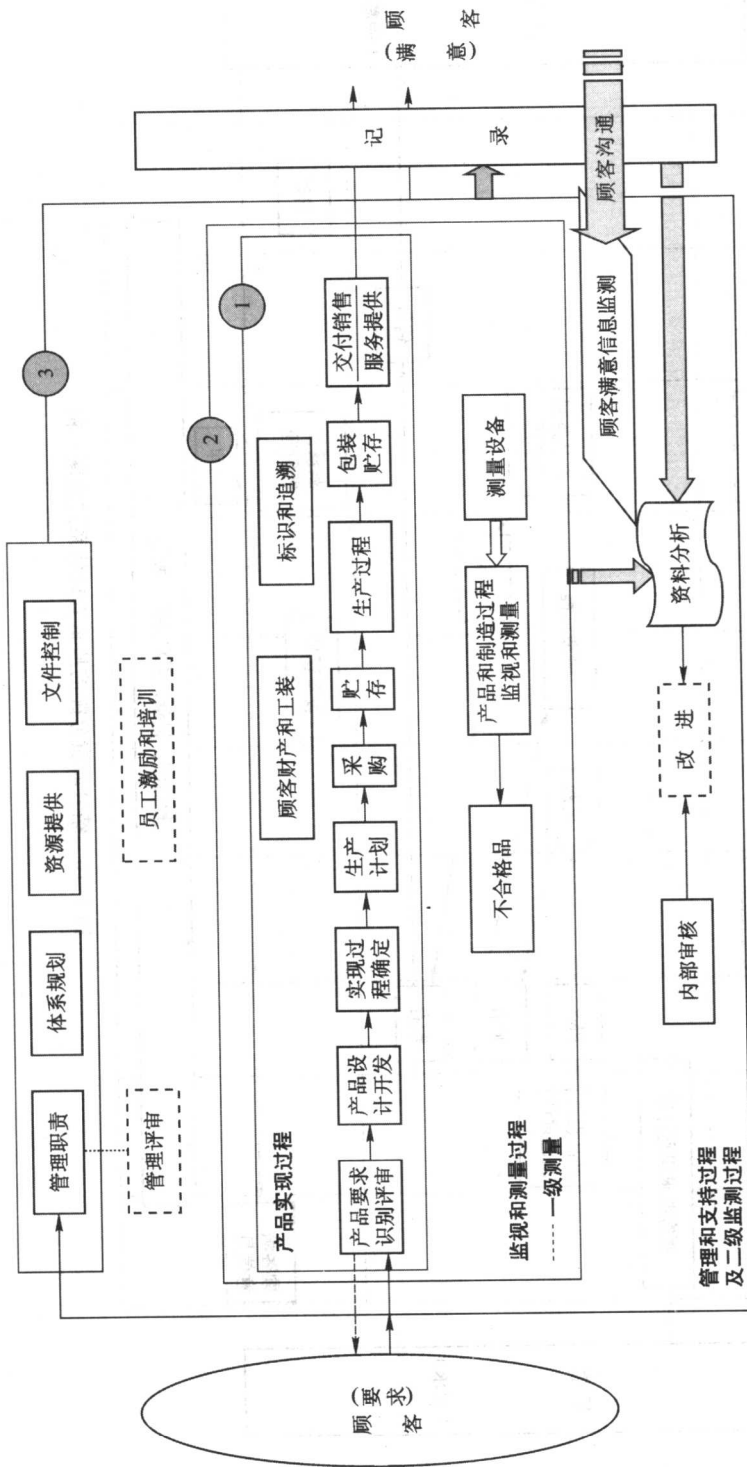 管理职责
体系规划
资源提供
文件控制
3
管理评审
员工激励和培训
2
1
产品实现过程
顾客财产和工装
标识和追溯
产品要求
识别评审
产品设
计开发
实现过
程确定
生产
计划
采
购
贮
存
生产过程
包装
贮存
交付销售
服务提供
监视和测量过程
一级测量
不合格品
产品和制造过程
监视和测量
测量设备
管理和支持过程
及二级监测过程
内部审核
改 进
资料分析
顾客满意信息监测
顾客沟通
记 录
顾 客
(满 意)
(要求)
顾 客